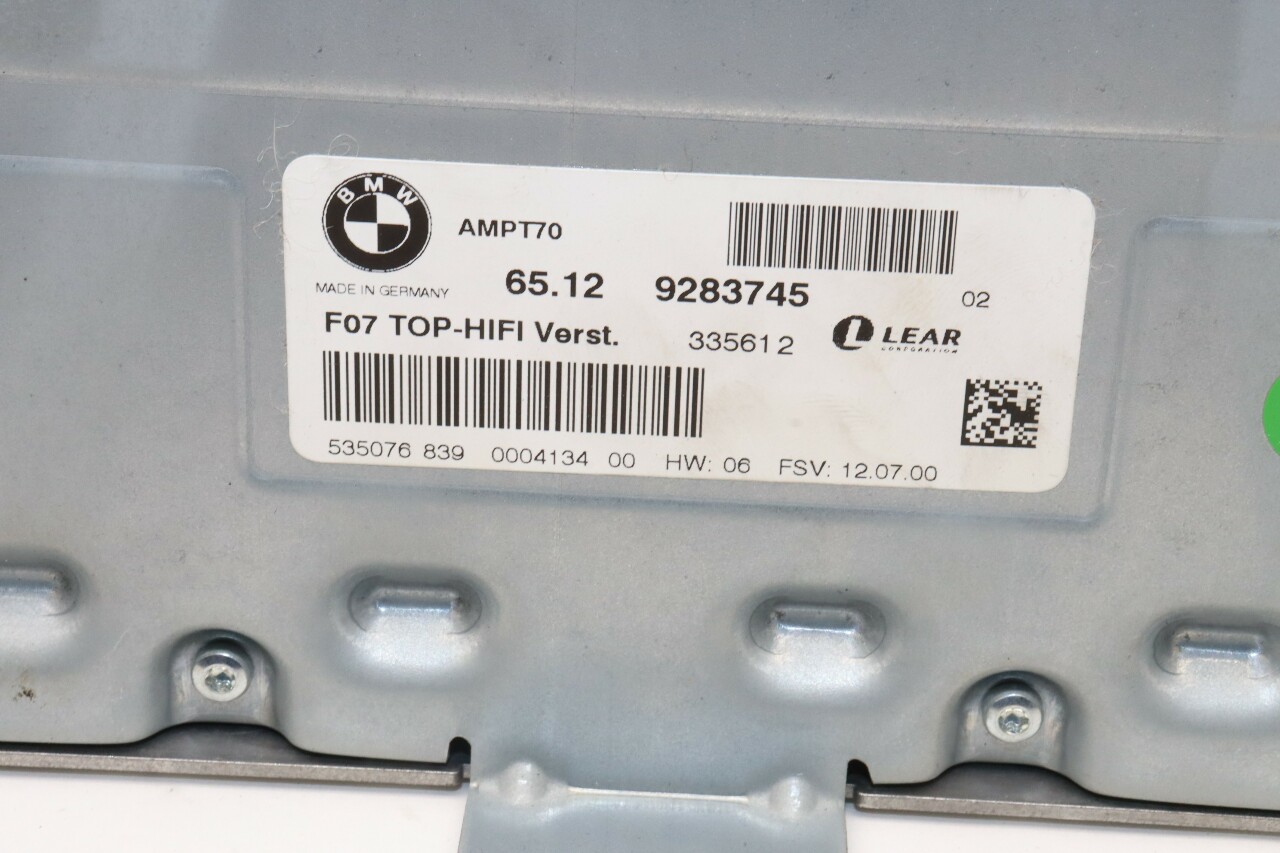 BMW
AMPT70
MADE IN GERMANY
65.12 9283745 02
F07 TOP-HIFI Verst. 335612 LEAR
CORPORATION
535076 839 0004134 00 HW: 06 FSV: 12.07.00